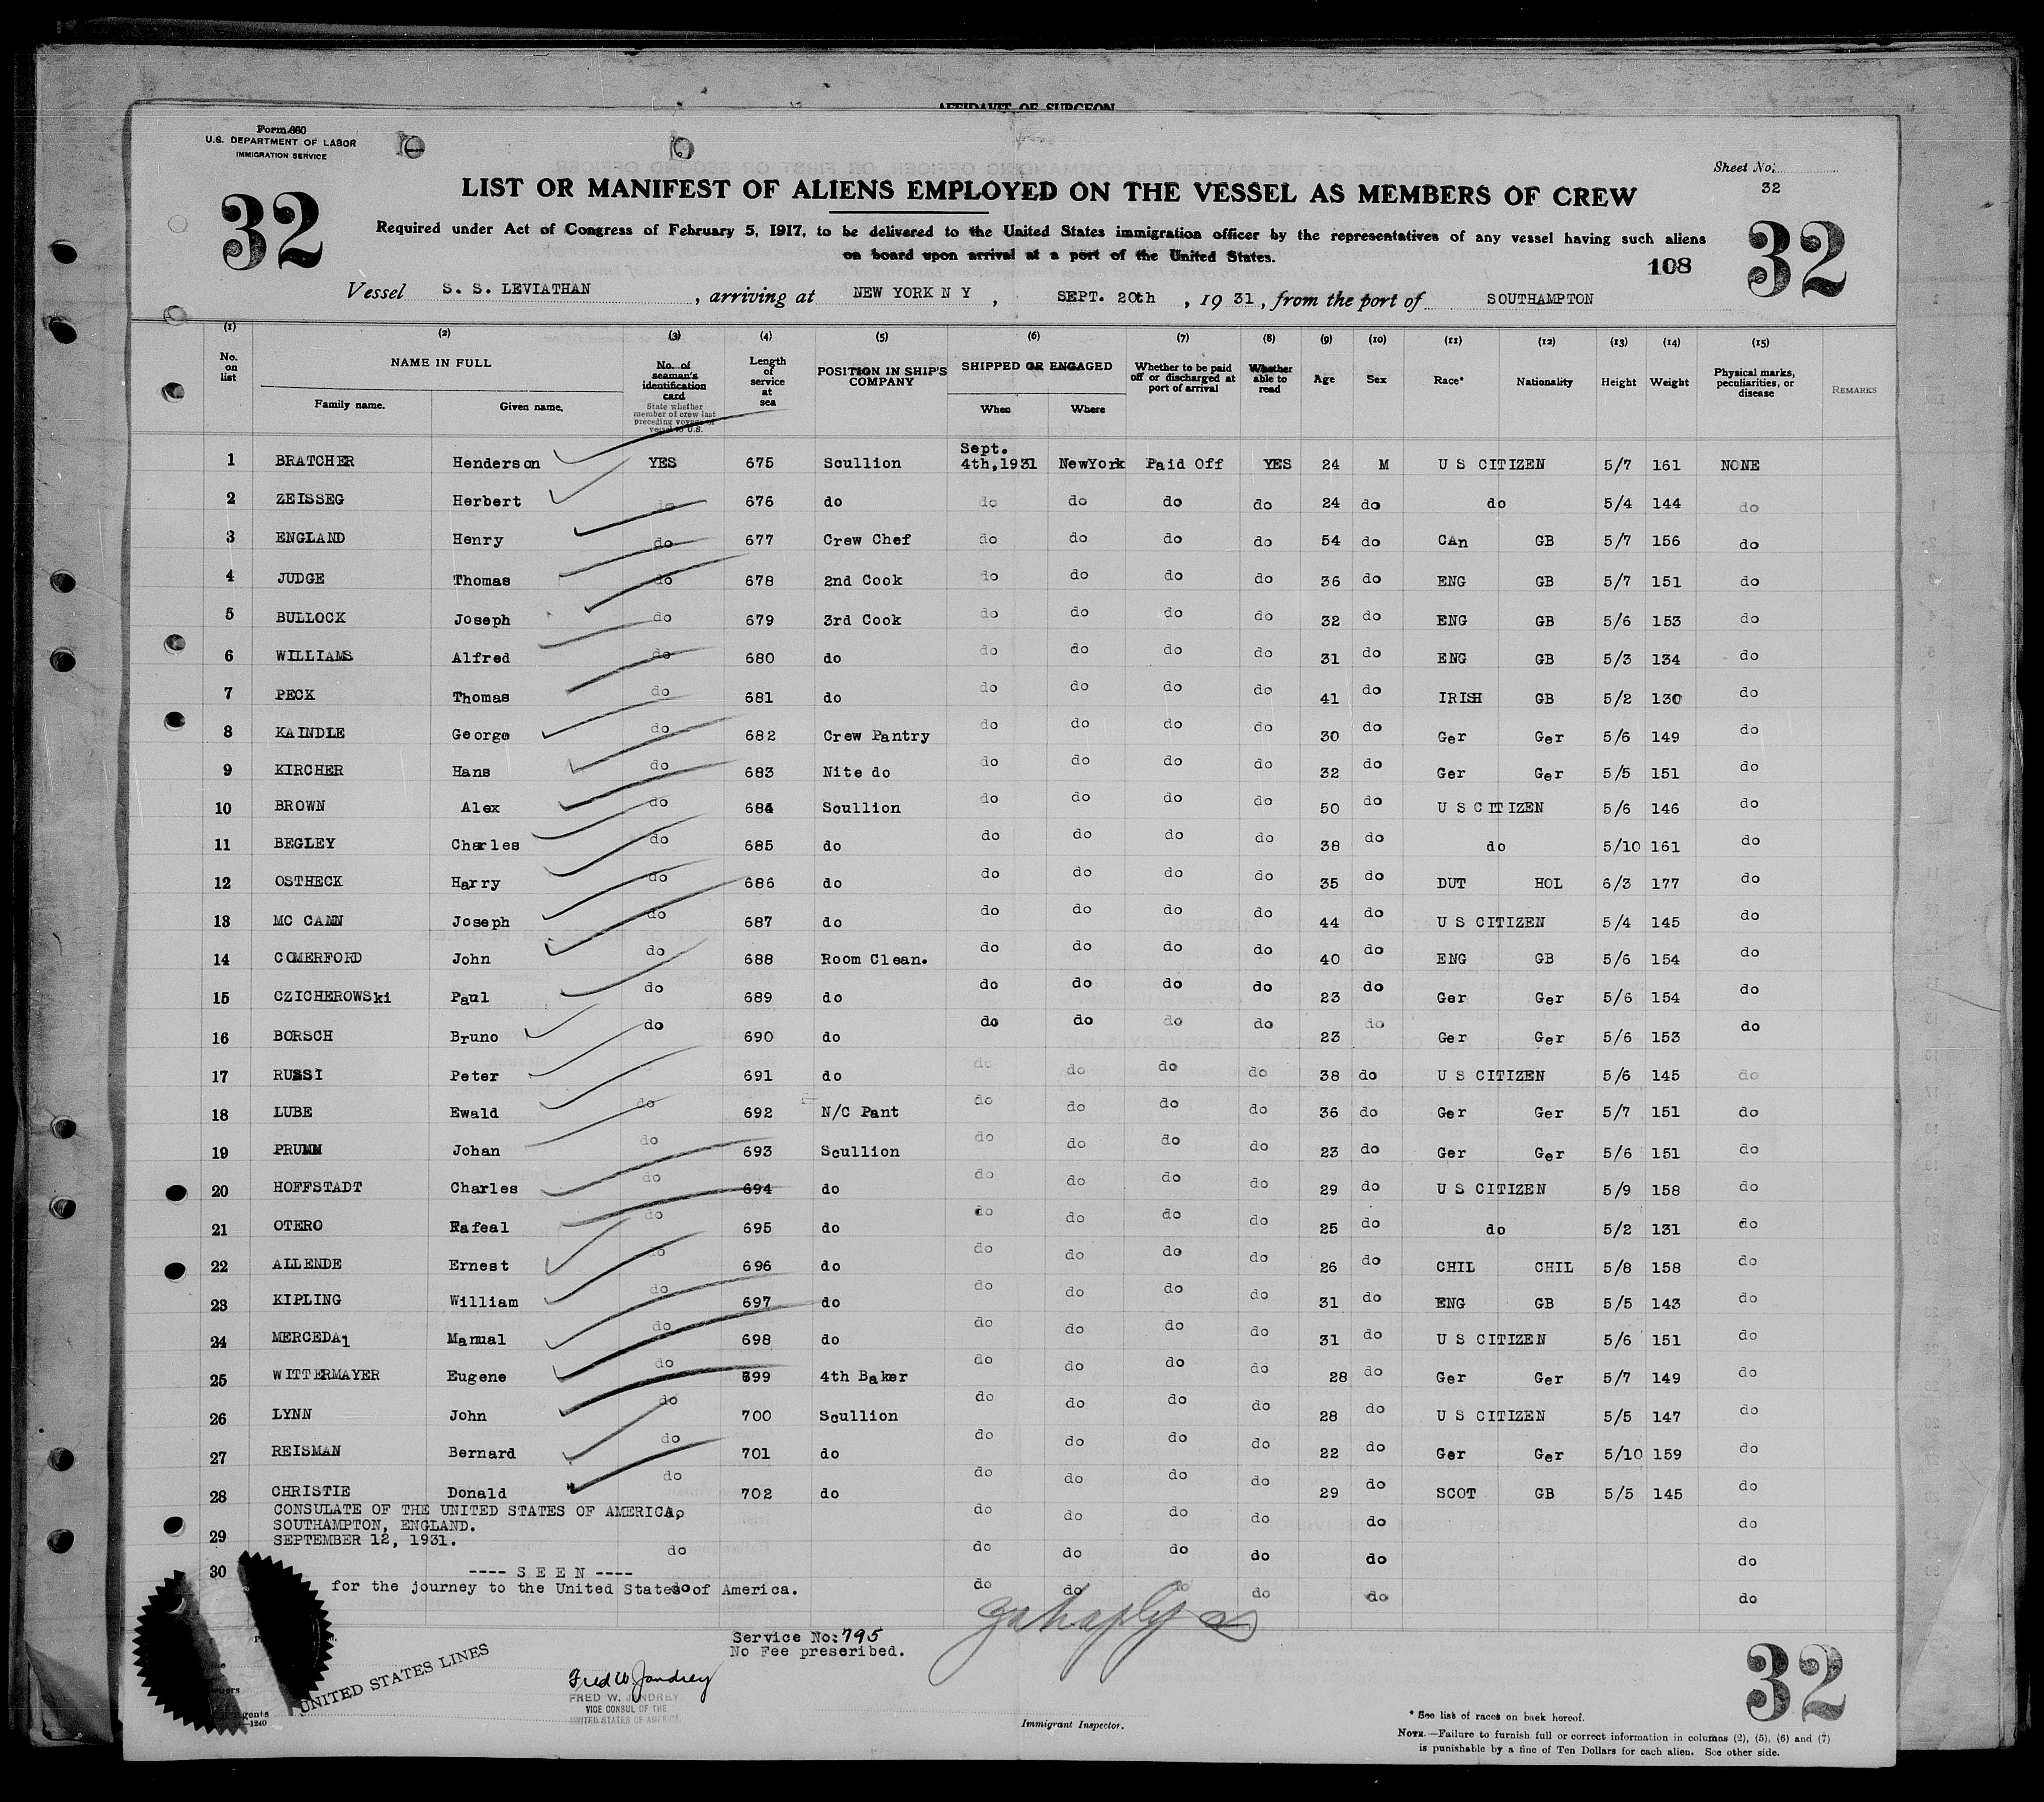 AFFIDAVIT OF SURGEON
Form 680
U.S. DEPARTMENT OF LABOR
IMMIGRATION SERVICE
Sheet No.
32
32
LIST OR MANIFEST OF ALIENS EMPLOYED ON THE VESSEL AS MEMBERS OF CREW
32
Required under Act of Congress of February 5, 1917, to be delivered to the United States immigration officer by the representatives of any vessel having such aliens
on board upon arrival at a port of the United States.
108
Vessel S. S. LEVIATHAN, arriving at NEW YORK N Y, SEPT. 20th, 1931, from the port of SOUTHAMPTON
(1) (2) (3) (4) (5) (6) (7) (8) (9) (10) (11) (12) (13) (14) (15)
No. on list NAME IN FULL Family name. Given name. No. of seaman's identification card State whether member of crew last preceding voyage of vessel to U.S. Length of service at sea POSITION IN SHIP'S COMPANY SHIPPED OR ENGAGED When Where Whether to be paid off or discharged at port of arrival Whether able to read Age Sex Race* Nationality Height Weight Physical marks, peculiarities, or disease REMARKS
1 BRATCHER Henderson YES 675 Scullion Sept. 4th,1931 NewYork Paid Off YES 24 M U S CITIZEN 5/7 161 NONE
2 ZEISSEG Herbert do 676 do do do do do 24 do do 5/4 144 do
3 ENGLAND Henry do 677 Crew Chef do do do do 54 do CAn GB 5/7 156 do
4 JUDGE Thomas do 678 2nd Cook do do do do 36 do ENG GB 5/7 151 do
5 BULLOCK Joseph do 679 3rd Cook do do do do 32 do ENG GB 5/6 153 do
6 WILLIAMS Alfred do 680 do do do do do 31 do ENG GB 5/3 134 do
7 PECK Thomas do 681 do do do do do 41 do IRISH GB 5/2 130 do
8 KAINDLE George do 682 Crew Pantry do do do do 30 do Ger Ger 5/6 149 do
9 KIRCHER Hans do 683 Nite do do do do do 32 do Ger Ger 5/5 151 do
10 BROWN Alex do 684 Scullion do do do do 50 do U S CITIZEN 5/6 146 do
11 BEGLEY Charles do 685 do do do do do 38 do do 5/10 161 do
12 OSTHECK Harry do 686 do do do do do 35 do DUT HOL 6/3 177 do
13 MC CANN Joseph do 687 do do do do do 44 do U S CITIZEN 5/4 145 do
14 COMERFORD John do 688 Room Clean. do do do do 40 do ENG GB 5/6 154 do
15 CZICHEROWSki Paul do 689 do do do do do 23 do Ger Ger 5/6 154 do
16 BORSCH Bruno do 690 do do do do do 23 do Ger Ger 5/6 153 do
17 RUSSI Peter 691 do do do do do 38 do U S CITIZEN 5/6 145 do
18 LUBE Ewald do 692 N/C Pant do do do do 36 do Ger Ger 5/7 151 do
19 PRUMM Johan do 693 Scullion do do do do 23 do Ger Ger 5/6 151 do
20 HOFFSTADT Charles do 694 do do do do do 29 do U S CITIZEN 5/9 158 do
21 OTERO Rafeal do 695 do do do do do 25 do do 5/2 131 do
22 ALLENDE Ernest do 696 do do do do do 26 do CHIL CHIL 5/8 158 do
23 KIPLING William do 697 do do do do do 31 do ENG GB 5/5 143 do
24 MERCEDAl Manual do 698 do do do do do 31 do U S CITIZEN 5/6 151 do
25 WITTERMAYER Eugene do 699 4th Baker do do do do 28 do Ger Ger 5/7 149 do
26 LYNN John do 700 Scullion do do do do 28 do U S CITIZEN 5/5 147 do
27 REISMAN Bernard do 701 do do do do do 22 do Ger Ger 5/10 159 do
28 CHRISTIE Donald do 702 do do do do do 29 do SCOT GB 5/5 145 do
CONSULATE OF THE UNITED STATES OF AMERICA, do do do do do do do
SOUTHAMPTON, ENGLAND.
29 SEPTEMBER 12, 1931. do do do do do do do
30 ---- S E E N ----
for the journey to the United States of America. do do do do do do do
Service No: 795
No Fee preseribed.
UNITED STATES LINES
Fred W. Jandrey
FRED W. JANDREY
VICE CONSUL OF THE
UNITED STATES OF AMERICA
Immigrant Inspector.
32
* See list of races on back hereof.
NOTE.—Failure to furnish full or correct information in columns (2), (5), (6) and (7)
is punishable by a fine of Ten Dollars for each alien. See other side.